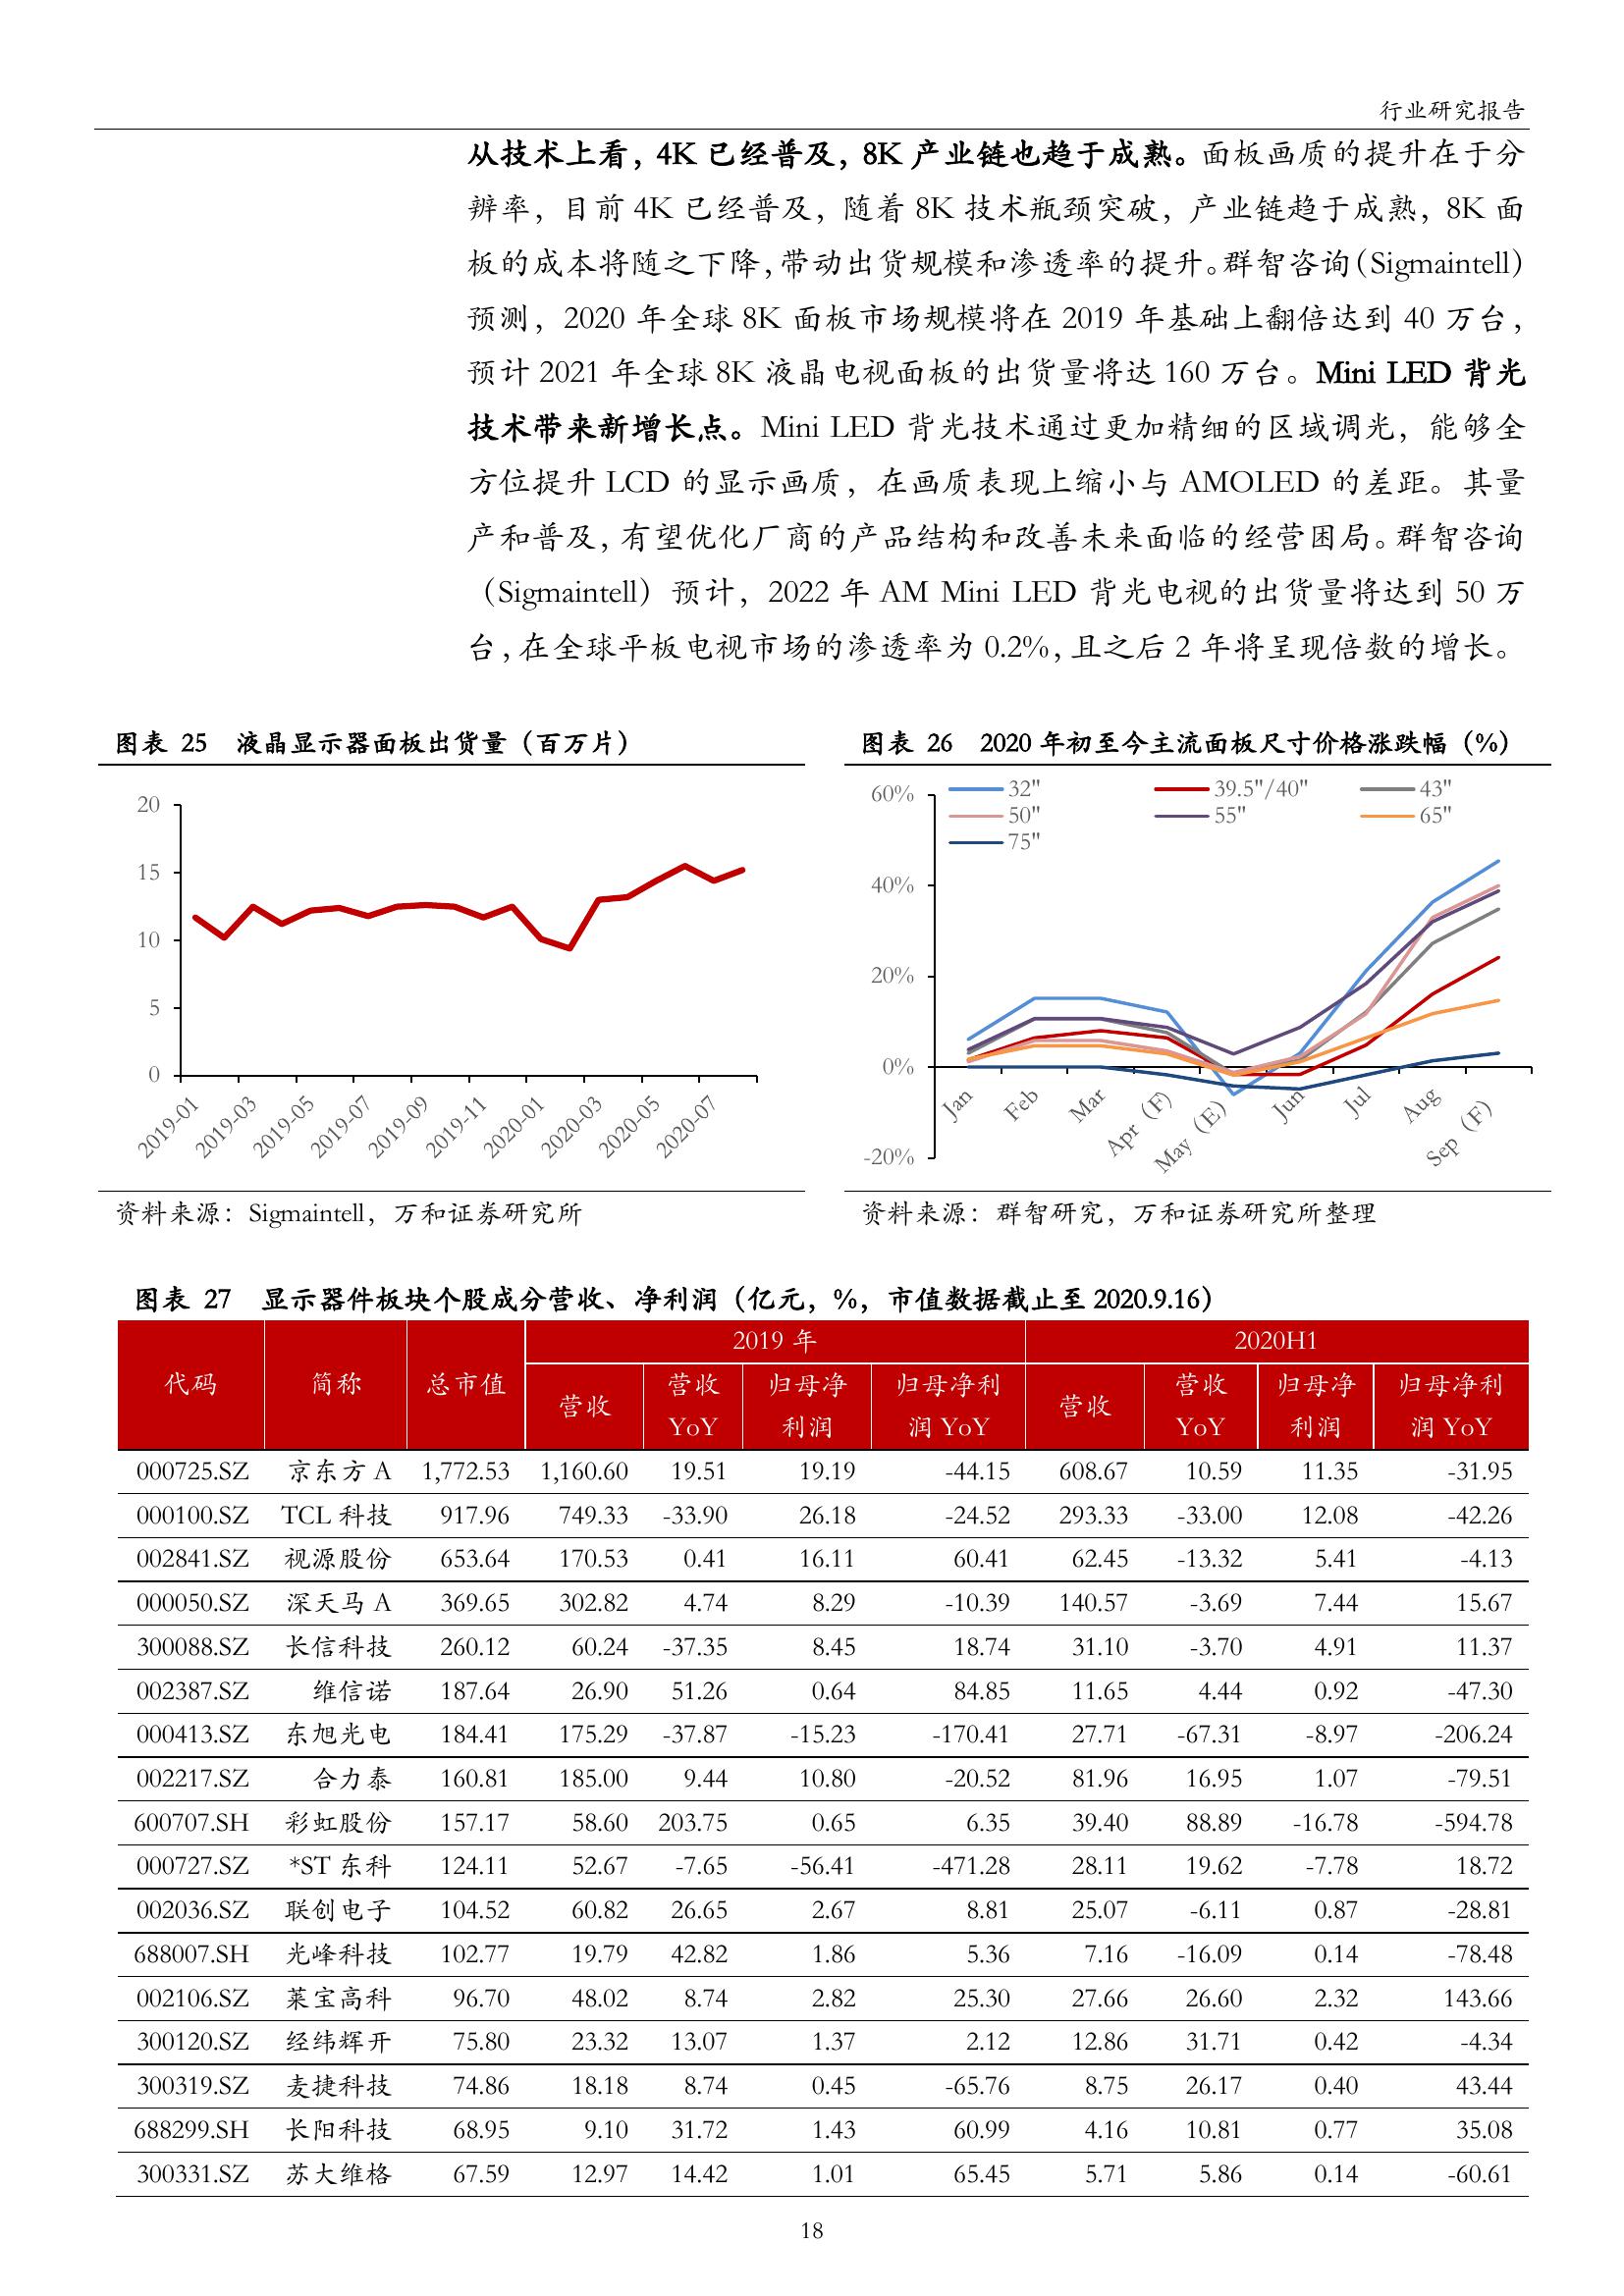 行业研究报告
从技术上看，4K 已经普及，8K 产业链也趋于成熟。面板画质的提升在于分
辨率，目前 4K 已经普及，随着 8K 技术瓶颈突破，产业链趋于成熟，8K 面
板的成本将随之下降，带动出货规模和渗透率的提升。群智咨询（Sigmaintell）
预测，2020 年全球 8K 面板市场规模将在 2019 年基础上翻倍达到 40 万台，
预计 2021 年全球 8K 液晶电视面板的出货量将达 160 万台。Mini LED 背光
技术带来新增长点。Mini LED 背光技术通过更加精细的区域调光，能够全
方位提升 LCD 的显示画质，在画质表现上缩小与 AMOLED 的差距。其量
产和普及，有望优化厂商的产品结构和改善未来面临的经营困局。群智咨询
（Sigmaintell）预计，2022 年 AM Mini LED 背光电视的出货量将达到 50 万
台，在全球平板电视市场的渗透率为 0.2%，且之后 2 年将呈现倍数的增长。
图表 25 液晶显示器面板出货量（百万片）
20
15
10
5
0
2019-01 2019-03 2019-05 2019-07 2019-09 2019-11 2020-01 2020-03 2020-05 2020-07
资料来源：Sigmaintell，万和证券研究所
图表 26 2020 年初至今主流面板尺寸价格涨跌幅（%）
32" 39.5"/40" 43"
50" 55" 65"
75"
60%
40%
20%
0%
-20%
Jan Feb Mar Apr（F） May（E） Jun Jul Aug Sep（F）
资料来源：群智研究，万和证券研究所整理
图表 27 显示器件板块个股成分营收、净利润（亿元，%，市值数据截止至 2020.9.16）
代码 简称 总市值 2019 年 2020H1
营收 营收 YoY 归母净利润 归母净利润 YoY 营收 营收 YoY 归母净利润 归母净利润 YoY
000725.SZ 京东方 A 1,772.53 1,160.60 19.51 19.19 -44.15 608.67 10.59 11.35 -31.95
000100.SZ TCL 科技 917.96 749.33 -33.90 26.18 -24.52 293.33 -33.00 12.08 -42.26
002841.SZ 视源股份 653.64 170.53 0.41 16.11 60.41 62.45 -13.32 5.41 -4.13
000050.SZ 深天马 A 369.65 302.82 4.74 8.29 -10.39 140.57 -3.69 7.44 15.67
300088.SZ 长信科技 260.12 60.24 -37.35 8.45 18.74 31.10 -3.70 4.91 11.37
002387.SZ 维信诺 187.64 26.90 51.26 0.64 84.85 11.65 4.44 0.92 -47.30
000413.SZ 东旭光电 184.41 175.29 -37.87 -15.23 -170.41 27.71 -67.31 -8.97 -206.24
002217.SZ 合力泰 160.81 185.00 9.44 10.80 -20.52 81.96 16.95 1.07 -79.51
600707.SH 彩虹股份 157.17 58.60 203.75 0.65 6.35 39.40 88.89 -16.78 -594.78
000727.SZ *ST 东科 124.11 52.67 -7.65 -56.41 -471.28 28.11 19.62 -7.78 18.72
002036.SZ 联创电子 104.52 60.82 26.65 2.67 8.81 25.07 -6.11 0.87 -28.81
688007.SH 光峰科技 102.77 19.79 42.82 1.86 5.36 7.16 -16.09 0.14 -78.48
002106.SZ 莱宝高科 96.70 48.02 8.74 2.82 25.30 27.66 26.60 2.32 143.66
300120.SZ 经纬辉开 75.80 23.32 13.07 1.37 2.12 12.86 31.71 0.42 -4.34
300319.SZ 麦捷科技 74.86 18.18 8.74 0.45 -65.76 8.75 26.17 0.40 43.44
688299.SH 长阳科技 68.95 9.10 31.72 1.43 60.99 4.16 10.81 0.77 35.08
300331.SZ 苏大维格 67.59 12.97 14.42 1.01 65.45 5.71 5.86 0.14 -60.61
18